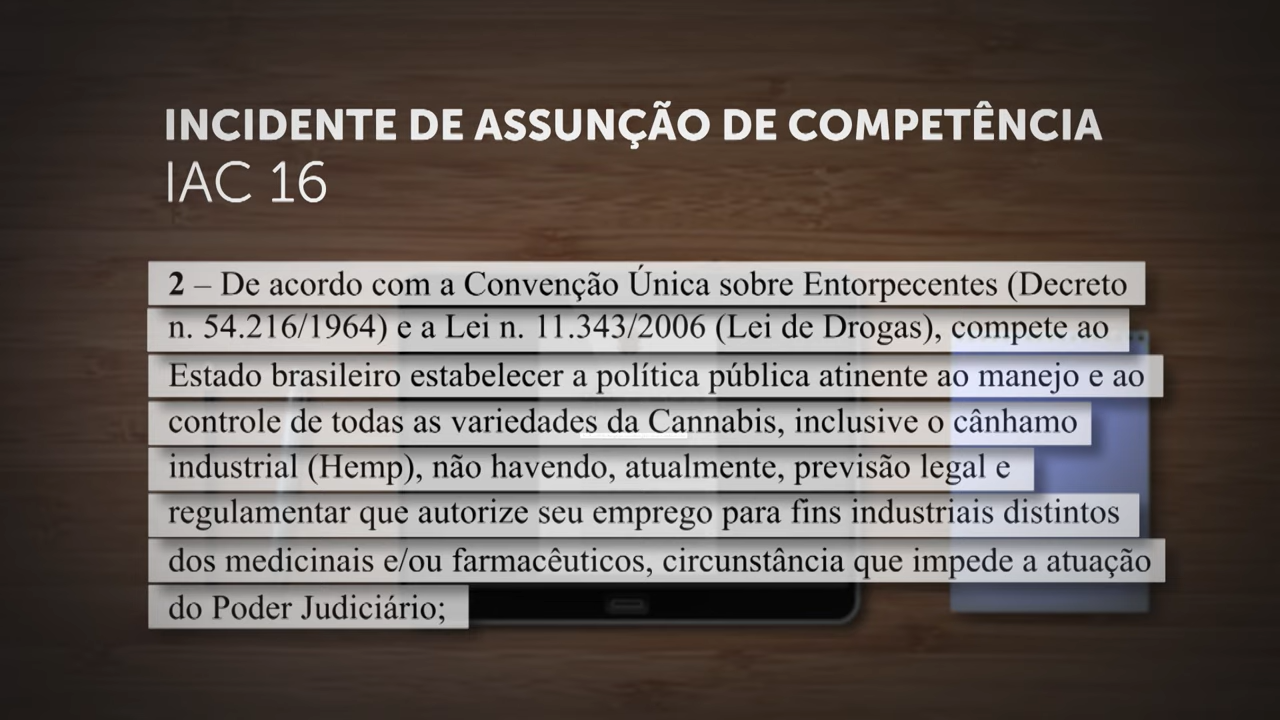 INCIDENTE DE ASSUNÇÃO DE COMPETÊNCIA
IAC 16
2 – De acordo com a Convenção Única sobre Entorpecentes (Decreto
n. 54.216/1964) e a Lei n. 11.343/2006 (Lei de Drogas), compete ao
Estado brasileiro estabelecer a política pública atinente ao manejo e ao
controle de todas as variedades da Cannabis, inclusive o cânhamo
industrial (Hemp), não havendo, atualmente, previsão legal e
regulamentar que autorize seu emprego para fins industriais distintos
dos medicinais e/ou farmacêuticos, circunstância que impede a atuação
do Poder Judiciário;